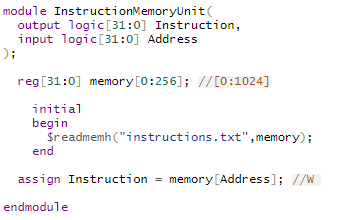 module InstructionMemoryUnit(
output logic[31:0] Instruction,
input logic[31:0] Address
);
reg[31:0] memory[0:256]; //[0:1024]
initial
begin
$readmemh("instructions.txt",memory);
end
assign Instruction = memory[Address]; //W
endmodule